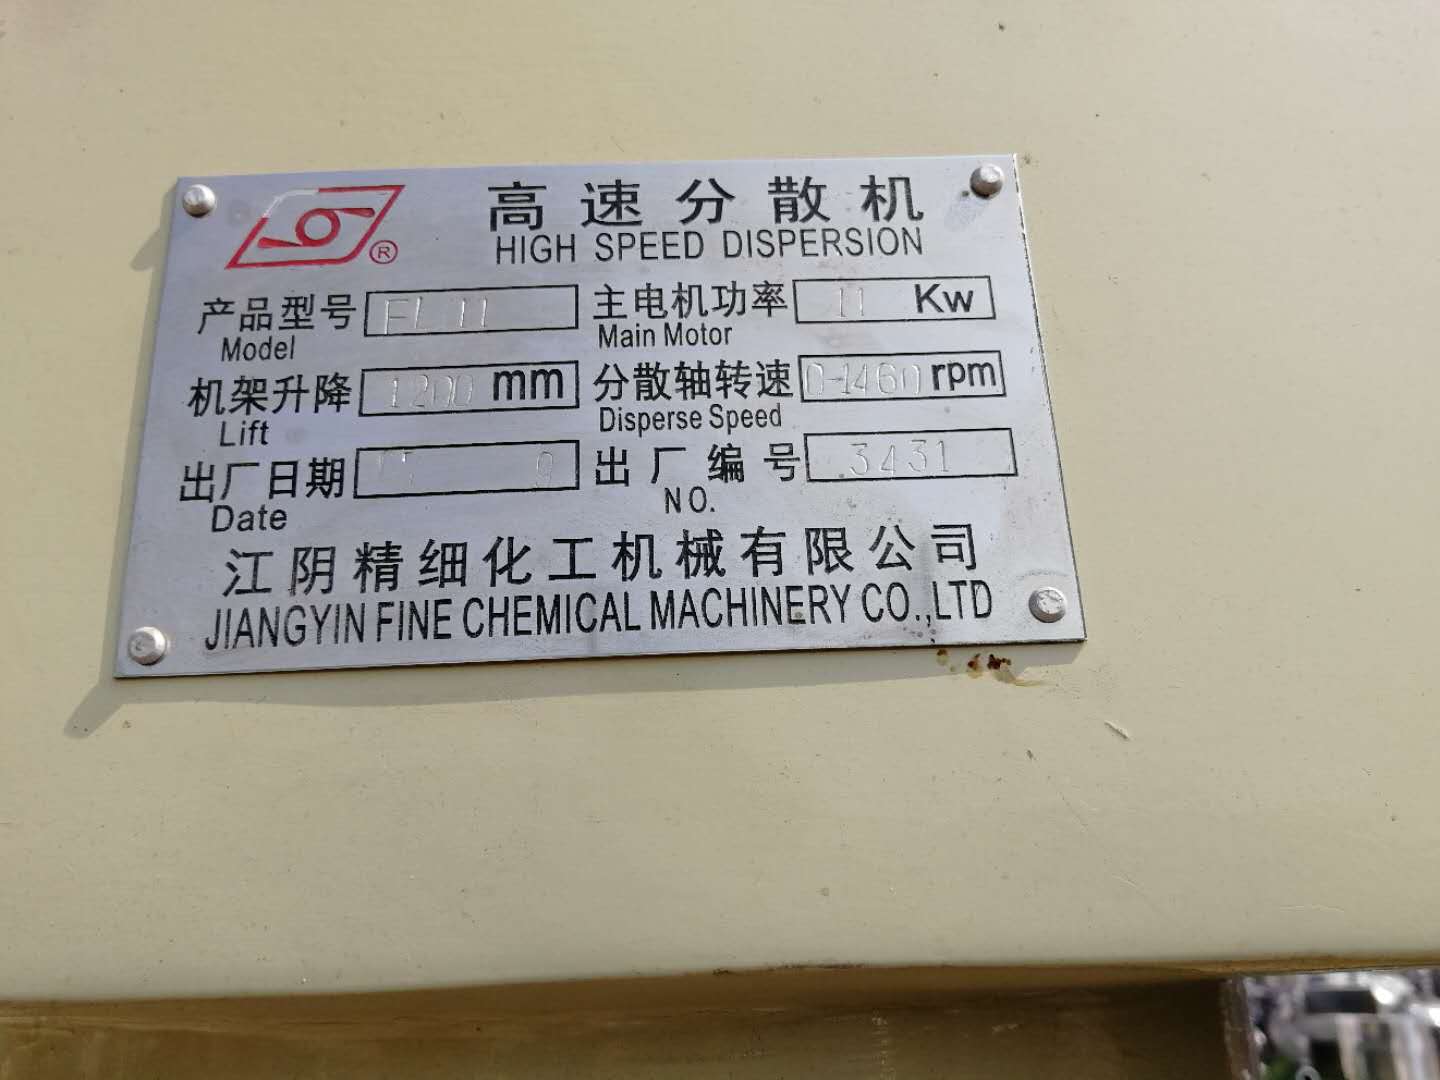 ®
高速分散机
HIGH SPEED DISPERSION
产品型号 FL 11 主电机功率 11 Kw
Model Main Motor
机架升降 1200 mm 分散轴转速 0-1460 rpm
Lift Disperse Speed
出厂日期 9 出厂编号 3431
Date NO.
江阴精细化工机械有限公司
JIANGYIN FINE CHEMICAL MACHINERY CO.,LTD